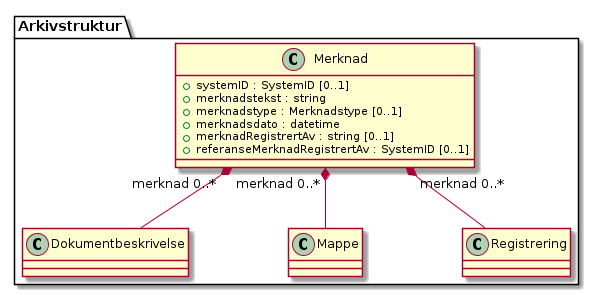 Arkivstruktur
C Merknad
systemID : SystemID [0..1]
merknadstekst : string
merknadstype : Merknadstype [0..1]
merknadsdato : datetime
merknadRegistrertAv : string [0..1]
referanseMerknadRegistrertAv : SystemID [0..1]
merknad 0..* merknad 0..* merknad 0..*
C Dokumentbeskrivelse C Mappe C Registrering